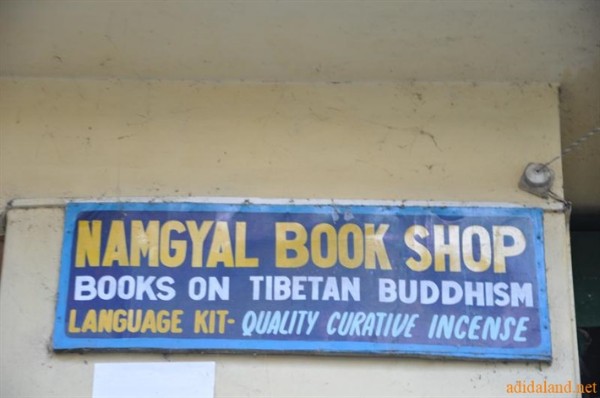 NAMGYAL BOOK SHOP
BOOKS ON TIBETAN BUDDHISM
LANGUAGE KIT- QUALITY CURATIVE INCENSE
adidaland.net